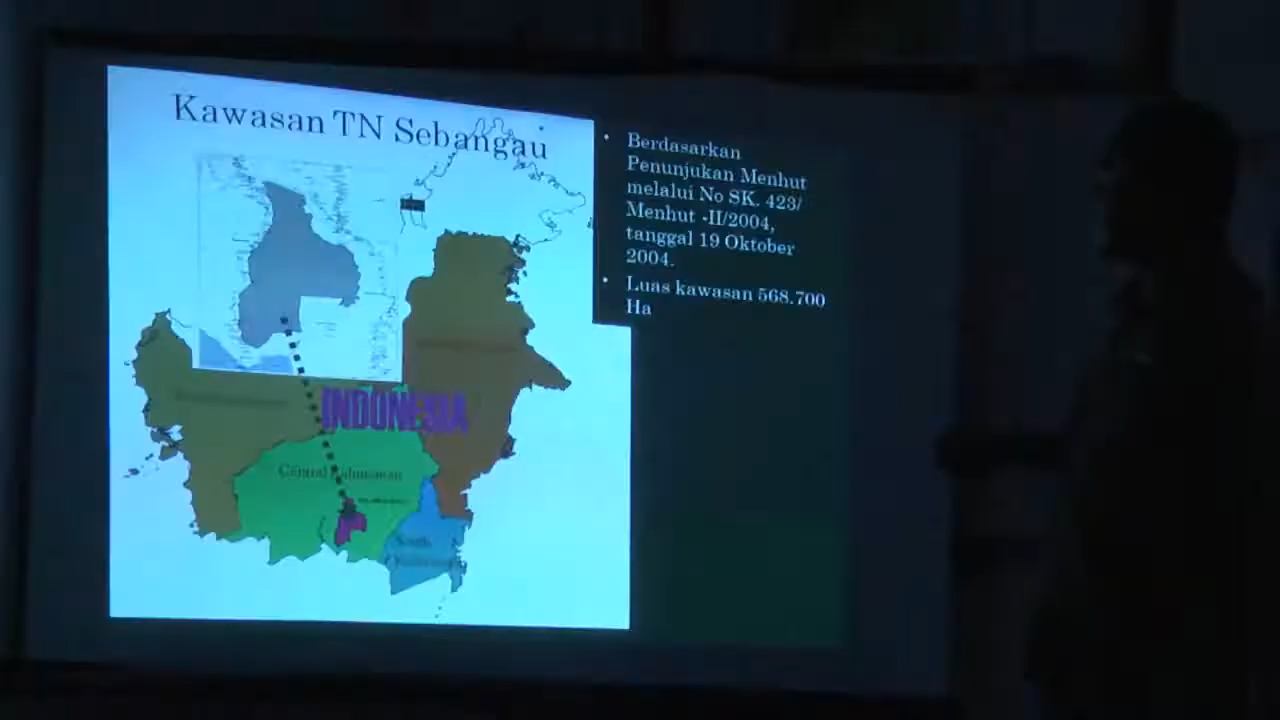 Kawasan TN Sebangau
• Berdasarkan
Penunjukan Menhut
melalui No SK. 423/
Menhut -II/2004,
tanggal 19 Oktober
2004.
• Luas kawasan 568.700
Ha
INDONESIA
Central Kalimantan
South